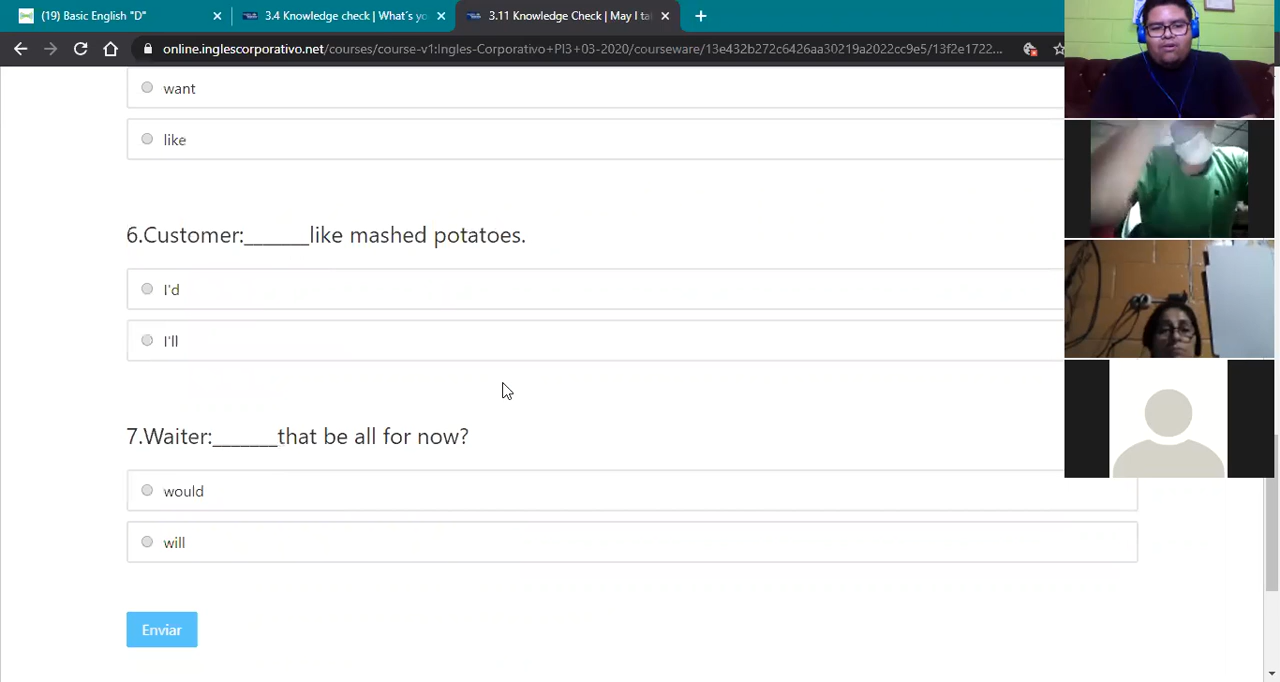 (19) Basic English "D"
3.4 Knowledge check | What´s yo
3.11 Knowledge Check | May I ta
online.inglescorporativo.net/courses/course-v1:Ingles-Corporativo+PI3+03-2020/courseware/13e432b272c6426aa30219a2022cc9e5/13f2e1722...
want
like
6.Customer:_______like mashed potatoes.
I'd
I'll
7.Waiter:_______that be all for now?
would
will
Enviar